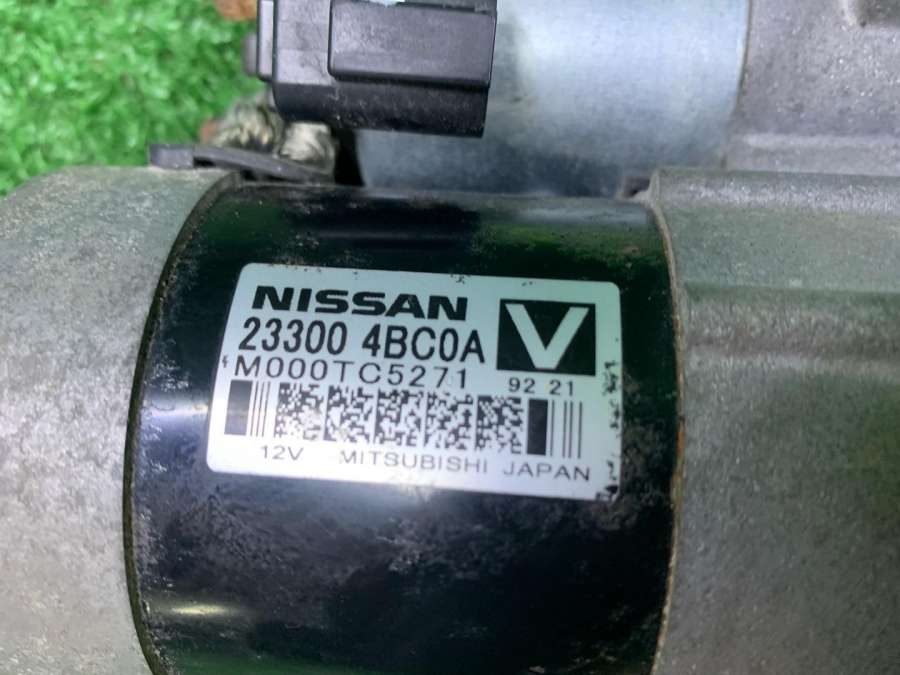 NISSAN
23300 4BC0A V
M000TC5271 92 21
12V MITSUBISHI JAPAN